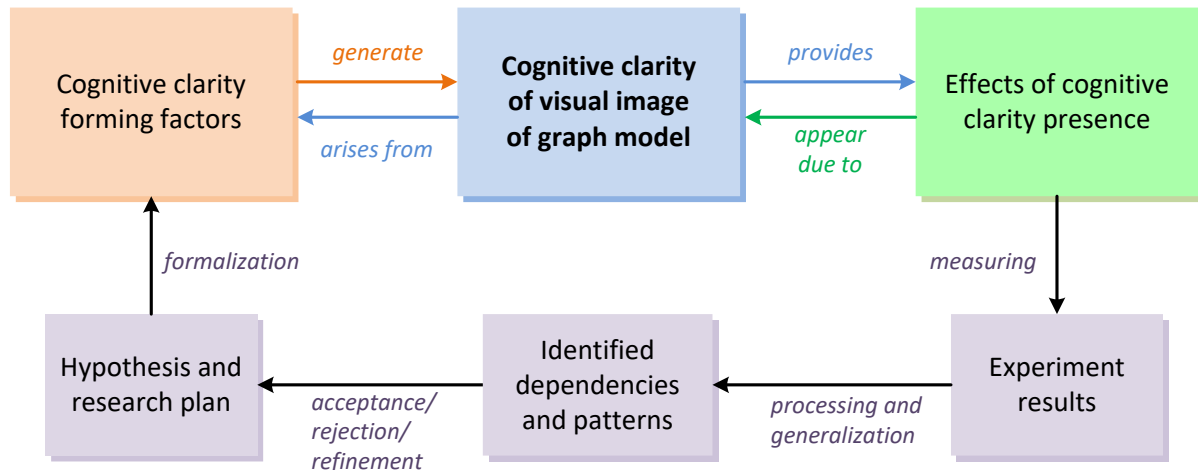 Cognitive clarity
forming factors
generate
arises from
Cognitive clarity
of visual image
of graph model
provides
appear
due to
Effects of cognitive
clarity presence
formalization
measuring
Hypothesis and
research plan
acceptance/
rejection/
refinement
Identified
dependencies
and patterns
processing and
generalization
Experiment
results